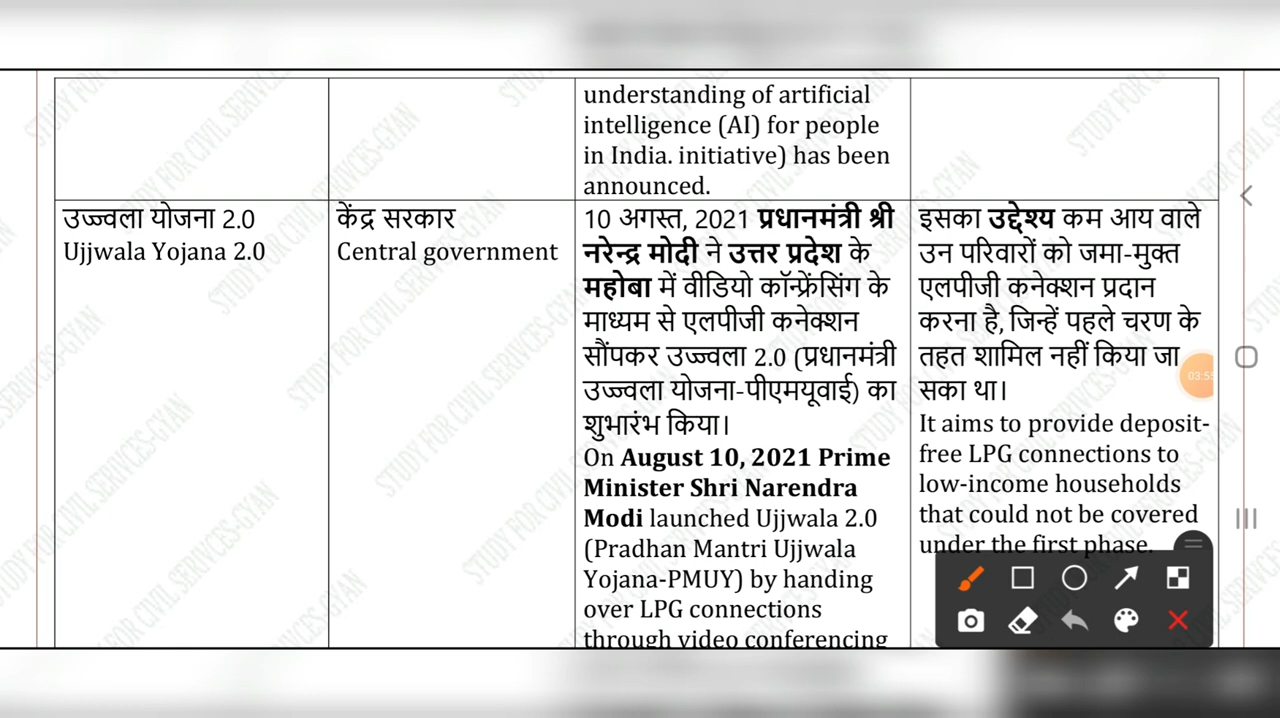 understanding of artificial
intelligence (AI) for people
in India. initiative) has been
announced.
उज्ज्वला योजना 2.0
Ujjwala Yojana 2.0
केंद्र सरकार
Central government
10 अगस्त, 2021 प्रधानमंत्री श्री
नरेन्द्र मोदी ने उत्तर प्रदेश के
महोबा में वीडियो कॉन्फ्रेंसिंग के
माध्यम से एलपीजी कनेक्शन
सौंपकर उज्ज्वला 2.0 (प्रधानमंत्री
उज्ज्वला योजना-पीएमयूवाई) का
शुभारंभ किया।
On August 10, 2021 Prime
Minister Shri Narendra
Modi launched Ujjwala 2.0
(Pradhan Mantri Ujjwala
Yojana-PMUY) by handing
over LPG connections
through video conferencing
इसका उद्देश्य कम आय वाले
उन परिवारों को जमा-मुक्त
एलपीजी कनेक्शन प्रदान
करना है, जिन्हें पहले चरण के
तहत शामिल नहीं किया जा
सका था।
It aims to provide deposit-
free LPG connections to
low-income households
that could not be covered
under the first phase.
STUDY FOR CIVIL SERIVCES-GYAN